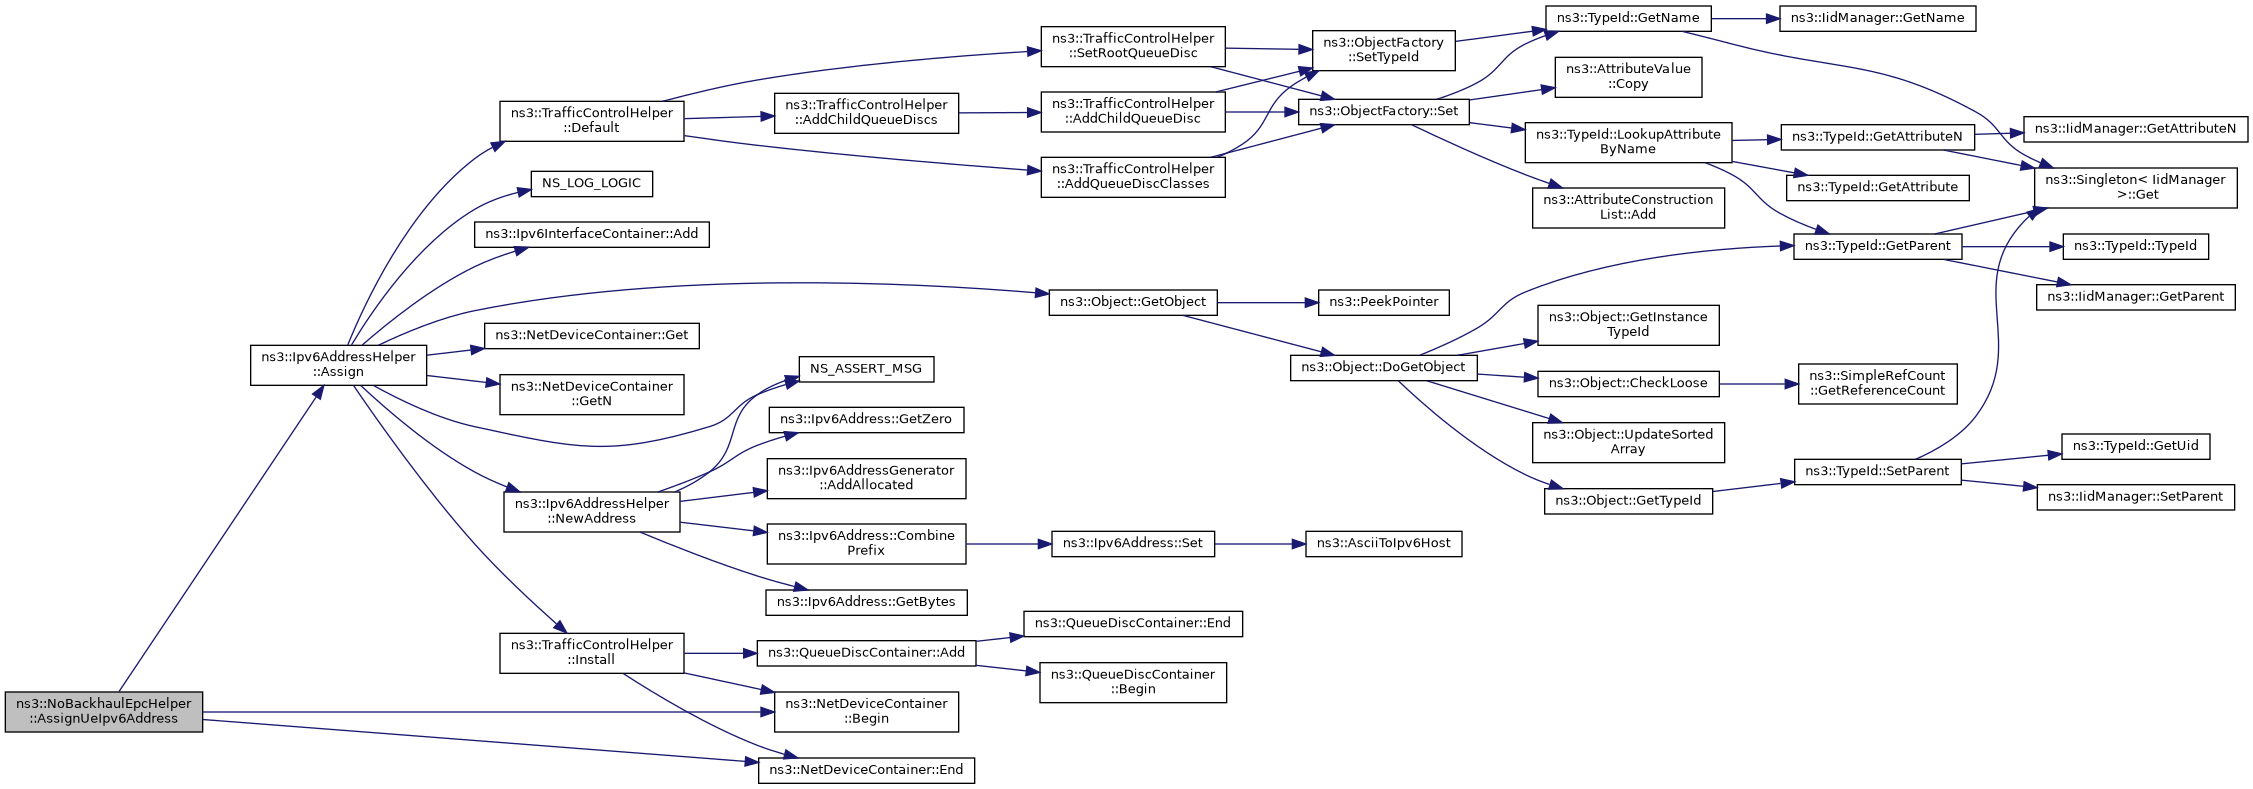 ns3::NoBackhaulEpcHelper
::AssignUeIpv6Address
ns3::Ipv6AddressHelper
::Assign
ns3::TrafficControlHelper
::Default
NS_LOG_LOGIC
ns3::Ipv6InterfaceContainer::Add
ns3::NetDeviceContainer::Get
ns3::NetDeviceContainer
::GetN
ns3::Ipv6AddressHelper
::NewAddress
ns3::TrafficControlHelper
::Install
ns3::TrafficControlHelper
::AddChildQueueDiscs
NS_ASSERT_MSG
ns3::Ipv6Address::GetZero
ns3::Ipv6AddressGenerator
::AddAllocated
ns3::Ipv6Address::Combine
Prefix
ns3::Ipv6Address::GetBytes
ns3::QueueDiscContainer::Add
ns3::NetDeviceContainer
::Begin
ns3::NetDeviceContainer::End
ns3::TrafficControlHelper
::SetRootQueueDisc
ns3::TrafficControlHelper
::AddChildQueueDisc
ns3::TrafficControlHelper
::AddQueueDiscClasses
ns3::Object::GetObject
ns3::Ipv6Address::Set
ns3::QueueDiscContainer::End
ns3::QueueDiscContainer
::Begin
ns3::ObjectFactory
::SetTypeId
ns3::ObjectFactory::Set
ns3::PeekPointer
ns3::Object::DoGetObject
ns3::AsciiToIpv6Host
ns3::TypeId::GetName
ns3::AttributeValue
::Copy
ns3::TypeId::LookupAttribute
ByName
ns3::AttributeConstruction
List::Add
ns3::Object::GetInstance
TypeId
ns3::Object::CheckLoose
ns3::Object::UpdateSorted
Array
ns3::Object::GetTypeId
ns3::IidManager::GetName
ns3::TypeId::GetAttributeN
ns3::TypeId::GetAttribute
ns3::TypeId::GetParent
ns3::SimpleRefCount
::GetReferenceCount
ns3::TypeId::SetParent
ns3::IidManager::GetAttributeN
ns3::Singleton< IidManager
>::Get
ns3::TypeId::TypeId
ns3::IidManager::GetParent
ns3::TypeId::GetUid
ns3::IidManager::SetParent